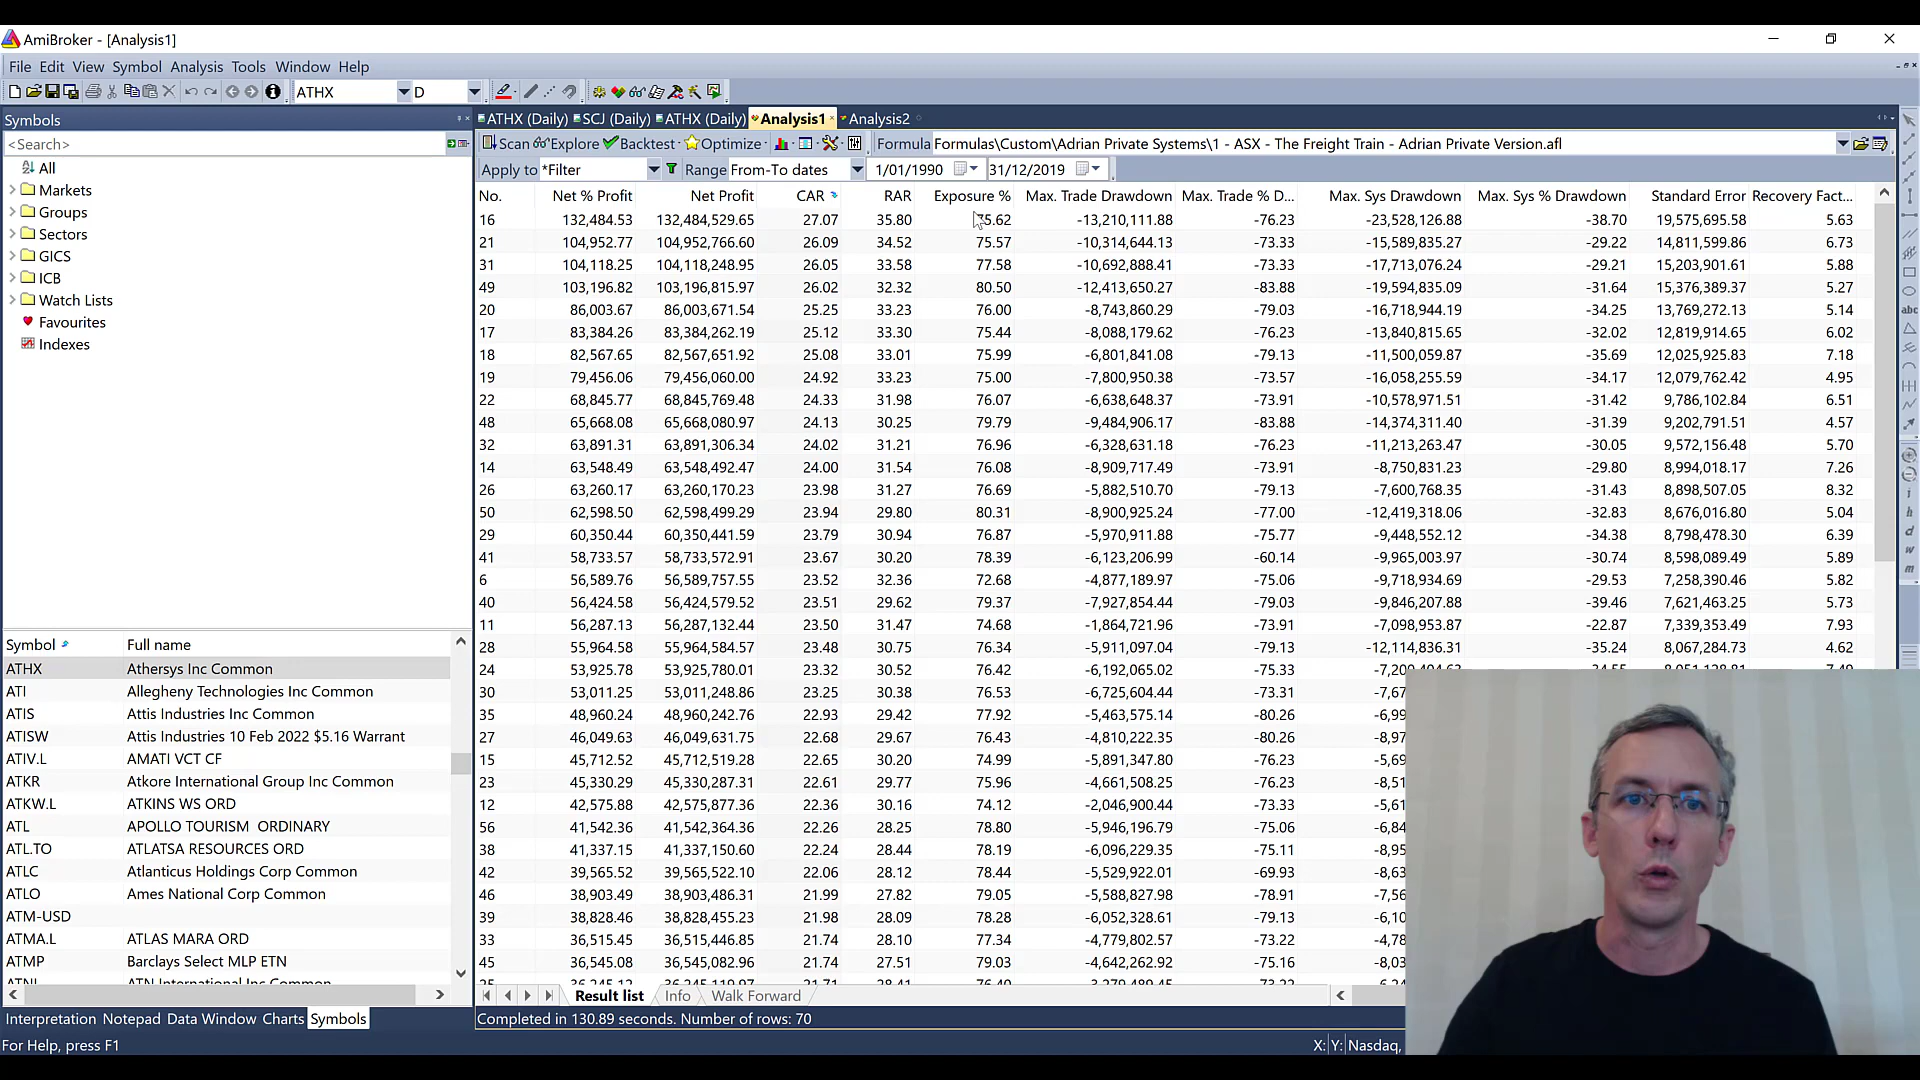 AmiBroker - [Analysis1]
File Edit View Symbol Analysis Tools Window Help
ATHX D
Symbols
ATHX (Daily) SCJ (Daily) ATHX (Daily) Analysis1 Analysis2
<Search>
Scan Explore Backtest Optimize Formula Formulas\Custom\Adrian Private Systems\1 - ASX - The Freight Train - Adrian Private Version.afl
Apply to *Filter Range From-To dates 1/01/1990 31/12/2019
All
Markets
Groups
Sectors
GICS
ICB
Watch Lists
Favourites
Indexes
No. Net % Profit Net Profit CAR RAR Exposure % Max. Trade Drawdown Max. Trade % D... Max. Sys Drawdown Max. Sys % Drawdown Standard Error Recovery Fact...
16 132,484.53 132,484,529.65 27.07 35.80 75.62 -13,210,111.88 -76.23 -23,528,126.88 -38.70 19,575,695.58 5.63
21 104,952.77 104,952,766.60 26.09 34.52 75.57 -10,314,644.13 -73.33 -15,589,835.27 -29.22 14,811,599.86 6.73
31 104,118.25 104,118,248.95 26.05 33.58 77.58 -10,692,888.41 -73.33 -17,713,076.24 -29.21 15,203,901.61 5.88
49 103,196.82 103,196,815.97 26.02 32.32 80.50 -12,413,650.27 -83.88 -19,594,835.09 -31.64 15,376,389.37 5.27
20 86,003.67 86,003,671.54 25.25 33.23 76.00 -8,743,860.29 -79.03 -16,718,944.19 -34.25 13,769,272.13 5.14
17 83,384.26 83,384,262.19 25.12 33.30 75.44 -8,088,179.62 -76.23 -13,840,815.65 -32.02 12,819,914.65 6.02
18 82,567.65 82,567,651.92 25.08 33.01 75.99 -6,801,841.08 -79.13 -11,500,059.87 -35.69 12,025,925.83 7.18
19 79,456.06 79,456,060.00 24.92 33.23 75.00 -7,800,950.38 -73.57 -16,058,255.59 -34.17 12,079,762.42 4.95
22 68,845.77 68,845,769.48 24.33 31.98 76.07 -6,638,648.37 -73.91 -10,578,971.51 -31.42 9,786,102.84 6.51
48 65,668.08 65,668,080.97 24.13 30.25 79.79 -9,484,906.17 -83.88 -14,374,311.40 -31.39 9,202,791.51 4.57
32 63,891.31 63,891,306.34 24.02 31.21 76.96 -6,328,631.18 -76.23 -11,213,263.47 -30.05 9,572,156.48 5.70
14 63,548.49 63,548,492.47 24.00 31.54 76.08 -8,909,717.49 -73.91 -8,750,831.23 -29.80 8,994,018.17 7.26
26 63,260.17 63,260,170.23 23.98 31.27 76.69 -5,882,510.70 -79.13 -7,600,768.35 -31.43 8,898,507.05 8.32
50 62,598.50 62,598,499.29 23.94 29.80 80.31 -8,900,925.24 -77.00 -12,419,318.06 -32.83 8,676,016.80 5.04
29 60,350.44 60,350,441.59 23.79 30.94 76.87 -5,970,911.88 -75.77 -9,448,552.12 -34.38 8,798,478.30 6.39
41 58,733.57 58,733,572.91 23.67 30.20 78.39 -6,123,206.99 -60.14 -9,965,003.97 -30.74 8,598,089.49 5.89
6 56,589.76 56,589,757.55 23.52 32.36 72.68 -4,877,189.97 -75.06 -9,718,934.69 -29.53 7,258,390.46 5.82
40 56,424.58 56,424,579.52 23.51 29.62 79.37 -7,927,854.44 -79.03 -9,846,207.88 -39.46 7,621,463.25 5.73
11 56,287.13 56,287,132.44 23.50 31.47 74.68 -1,864,721.96 -73.33 -7,098,953.87 -22.87 7,339,353.49 7.93
28 55,964.58 55,964,584.57 23.48 30.75 76.34 -5,911,097.04 -79.13 -12,114,836.31 -35.24 8,067,284.73 4.62
24 53,925.78 53,925,780.01 23.32 30.52 76.42 -6,192,065.02 -75.33
30 53,011.25 53,011,248.86 23.25 30.38 76.53 -6,725,604.44 -73.31 -7,67
35 48,960.24 48,960,242.76 22.93 29.42 77.92 -5,463,575.14 -80.26 -6,99
27 46,049.63 46,049,631.75 22.68 29.67 76.43 -4,810,222.35 -80.26 -8,97
15 45,712.52 45,712,519.28 22.65 30.20 74.99 -5,891,347.80 -76.23 -5,69
23 45,330.29 45,330,287.31 22.61 29.77 75.96 -4,661,508.25 -76.23 -8,51
12 42,575.88 42,575,877.36 22.36 30.16 74.12 -2,046,900.44 -73.33 -5,61
56 41,542.36 41,542,364.36 22.26 28.25 78.80 -5,946,196.79 -75.06 -6,84
38 41,337.15 41,337,150.60 22.24 28.44 78.19 -6,096,229.35 -75.11 -8,95
42 39,565.52 39,565,522.10 22.06 28.12 78.44 -5,529,922.01 -69.93 -8,57
46 38,903.49 38,903,486.31 21.99 27.82 79.05 -5,588,827.98 -78.91 -7,56
39 38,828.46 38,828,455.23 21.98 28.09 78.28 -6,052,328.61 -79.13 -6,10
33 36,515.45 36,515,446.85 21.74 28.10 77.34 -4,779,802.57 -73.22 -4,78
45 36,545.08 36,545,082.96 21.74 27.51 79.03 -4,642,262.92 -75.16 -8,03
Symbol Full name
ATHX Athersys Inc Common
ATI Allegheny Technologies Inc Common
ATIS Attis Industries Inc Common
ATISW Attis Industries 10 Feb 2022 $5.16 Warrant
ATIV.L AMATI VCT CF
ATKR Atkore International Group Inc Common
ATKW.L ATKINS WS ORD
ATL APOLLO TOURISM ORDINARY
ATL.TO ATLATSA RESOURCES ORD
ATLC Atlanticus Holdings Corp Common
ATLO Ames National Corp Common
ATM-USD
ATMA.L ATLAS MARA ORD
ATMP Barclays Select MLP ETN
Result list Info Walk Forward
Interpretation Notepad Data Window Charts Symbols
Completed in 130.89 seconds. Number of rows: 70
For Help, press F1
X: Y: Nasdaq,